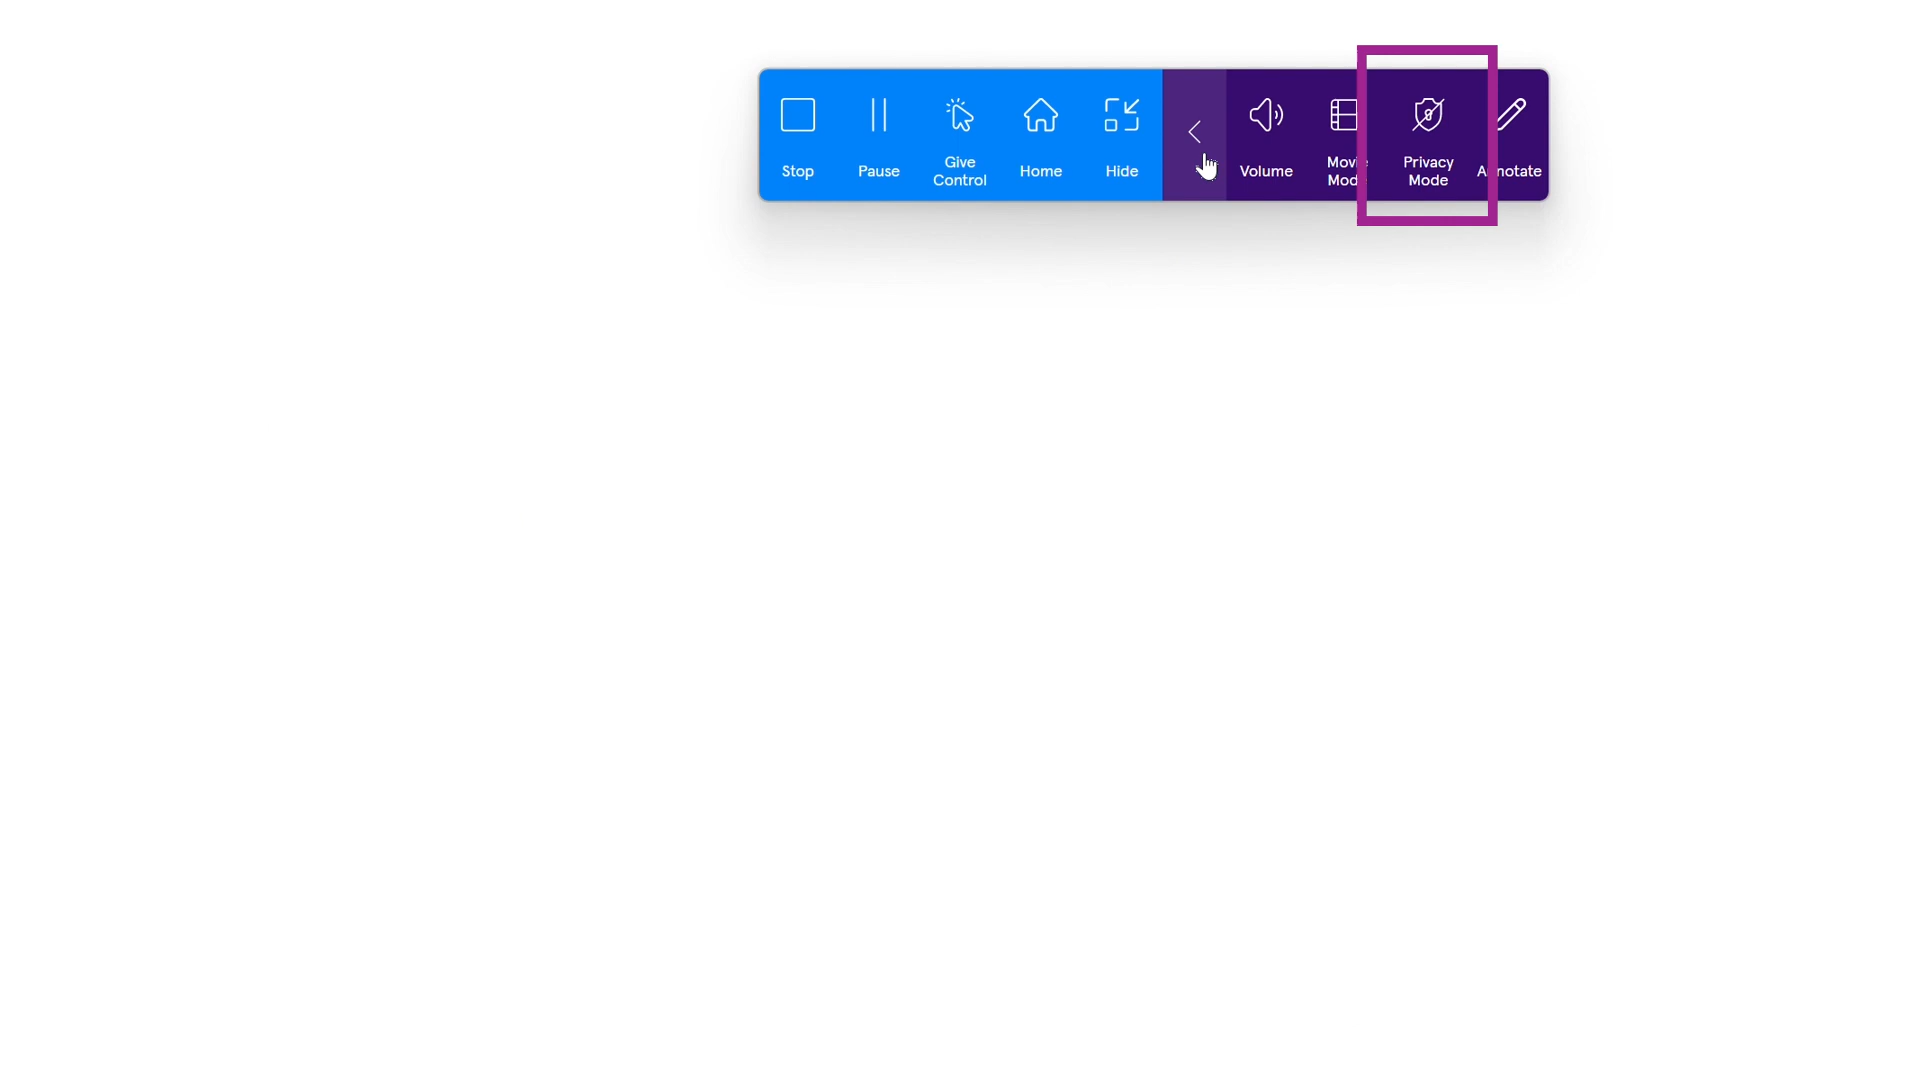 Stop
Pause
Give
Control
Home
Hide
Volume
Privacy
Mode